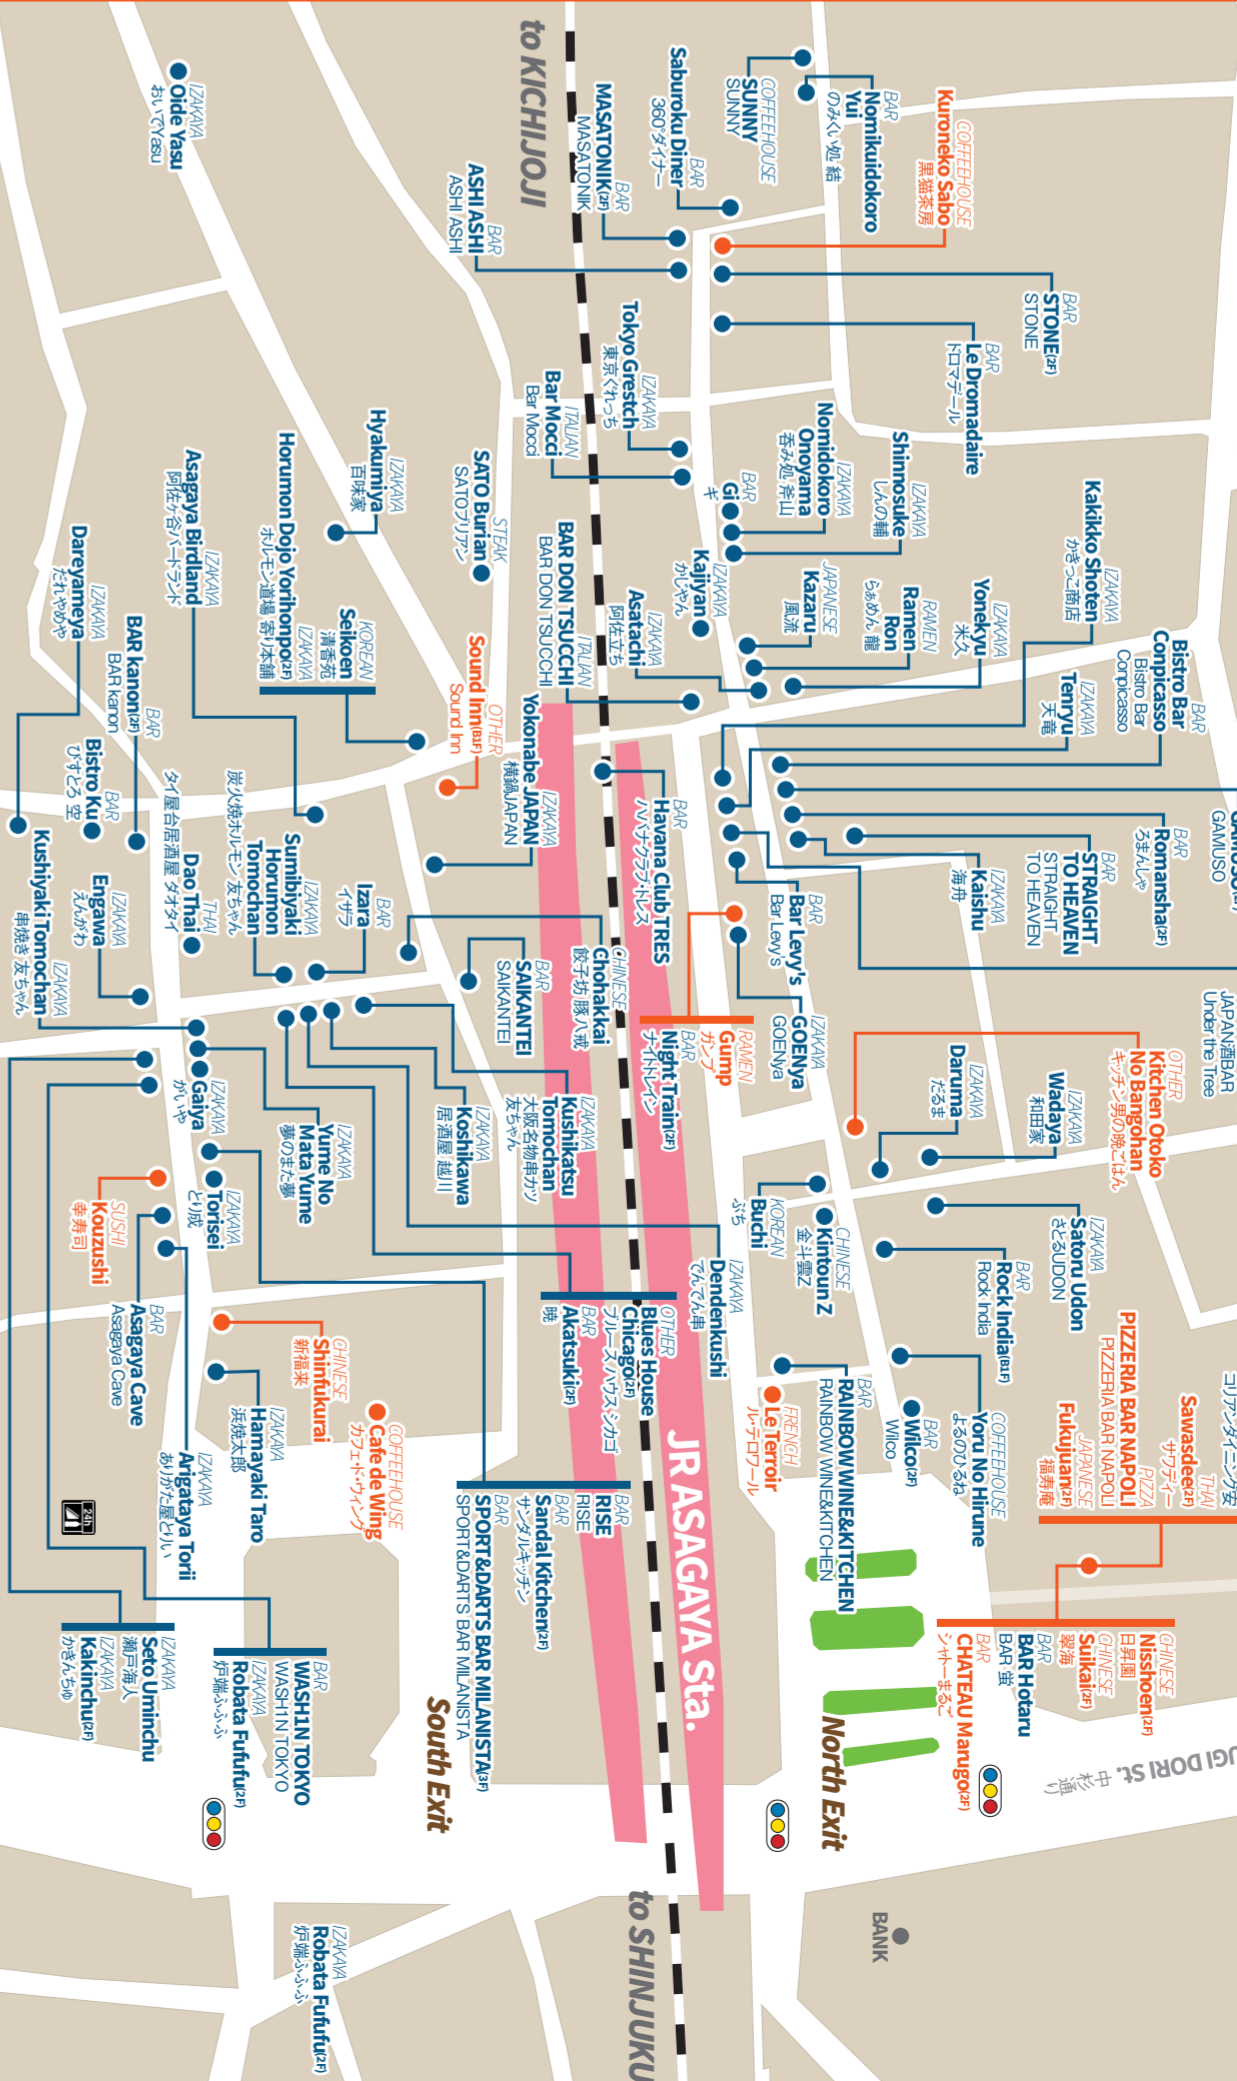 to KICHIJOJI
IZAKAYA
Oide Yasu
おいでYasu
COFFEEHOUSE
Kuroneko Sabo
黒猫茶房
BAR
Nomikuidokoro
Yui
のみくい処 結
COFFEEHOUSE
SUNNY
SUNNY
BAR
Saburoku Diner
360°ダイナー
BAR
MASATONIK(2F)
MASATONIK
BAR
ASHI ASHI
ASHI ASHI
BAR
STONE(2F)
STONE
BAR
Le Dromadaire
ドロマデール
IZAKAYA
Tokyo Grestch
東京ぐれっち
ITALIAN
Bar Mocci
Bar Mocci
IZAKAYA
Kakikko Shoten
かきっこ商店
IZAKAYA
Shinnosuke
しんの輔
IZAKAYA
Nomidokoro
Onoyama
呑み処 斧山
BAR
Gi
ギ
IZAKAYA
Kajiyan
かじやん
IZAKAYA
Asatachi
阿佐立ち
ITALIAN
BAR DON TSUCCHI
BAR DON TSUCCHI
STEAK
SATO Burian
SATOブリアン
IZAKAYA
Hyakumiya
百味家
IZAKAYA
Horumon Dojo Yorihonpo(2F)
ホルモン道場 寄り本舗
KOREAN
Seikoen
清香苑
IZAKAYA
Asagaya Birdland
阿佐ヶ谷バードランド
IZAKAYA
Dareyameya
だれやめや
BAR
BAR kanon(2F)
BAR kanon
BAR
Bistro Ku
びすとろ 空
OTHER
Sound Inn(B1F)
Sound Inn
IZAKAYA
Yokonabe JAPAN
横鍋JAPAN
JAPANESE
Kazaru
風流
RAMEN
Ramen
Ron
らぁめん 龍
IZAKAYA
Yonekyu
米久
IZAKAYA
Tenryu
天竜
BAR
Bistro Bar
Conpicasso
Bistro Bar
Conpicasso
GAMUSO
BAR
Romansha(2F)
ろまんしゃ
BAR
STRAIGHT
TO HEAVEN
STRAIGHT
TO HEAVEN
IZAKAYA
Kaishu
海舟
BAR
Bar Levy's
Bar Levy's
IZAKAYA
GOENya
GOENya
BAR
Havana Club TRES
ハバナクラブ トレス
CHINESE
Chohakkai
餃子坊 豚八戒
BAR
SAIKANTEI
SAIKANTEI
RAMEN
Gump
ガンプ
BAR
Night Train(2F)
ナイトトレイン
JAPAN酒BAR
Under the Tree
OTHER
Kitchen Otoko
No Bangohan
キッチン男の晩ごはん
IZAKAYA
Wadaya
和田家
IZAKAYA
Daruma
だるま
IZAKAYA
Satoru Udon
さとるUDON
BAR
Rock India(B1F)
Rock India
KOREAN
Buchi
ぶち
CHINESE
Kintoun Z
金斗雲Z
IZAKAYA
Dendenkushi
でんでん串
IZAKAYA
Kushikatsu
Tomochan
大阪名物串カツ
友ちゃん
IZAKAYA
Koshikawa
居酒屋 越川
IZAKAYA
Yume No
Mata Yume
夢のまた夢
BAR
Izara
イザラ
IZAKAYA
Sumibiyaki
Horumon
Tomochan
炭火焼ホルモン 友ちゃん
THAI
Dao Thai
タイ屋台居酒屋 ダオタイ
IZAKAYA
Engawa
えんがわ
IZAKAYA
Kushiyaki Tomochan
串焼き 友ちゃん
IZAKAYA
Gaiya
がいや
IZAKAYA
Torisei
とり成
SUSHI
Kouzushi
幸寿司
BAR
Asagaya Cave
Asagaya Cave
IZAKAYA
Arigataya Torii
ありがた屋とりい
CHINESE
Shinfukurai
新福来
IZAKAYA
Hamayaki Taro
浜焼太郎
COFFEEHOUSE
Cafe de Wing
カフェ・ド・ウィング
OTHER
Blues House
Chicago(2F)
ブルースハウス シカゴ
BAR
Akatsuki(2F)
暁
JR ASAGAYA Sta.
BAR
RISE
RISE
BAR
Sandal Kitchen(2F)
サンダルキッチン
BAR
SPORT&DARTS BAR MILANISTA(3F)
SPORT&DARTS BAR MILANISTA
BAR
RAINBOW WINE&KITCHEN
RAINBOW WINE&KITCHEN
FRENCH
Le Terroir
ル・テロワール
COFFEEHOUSE
Yoru No Hirune
よるのひるね
BAR
Wilco(2F)
Wilco
コリアンダイニング安
THAI
Sawasdee(2F)
サワディー
PIZZA
PIZZERIA BAR NAPOLI
PIZZERIA BAR NAPOLI
JAPANESE
Fukujuan(2F)
福寿庵
CHINESE
Nisshoen(2F)
日昇園
CHINESE
Suikai(2F)
翠海
BAR
BAR Hotaru
BAR 蛍
BAR
CHATEAU Marugo(2F)
シャトーまるご
UGI DORI St.
中杉通り
North Exit
South Exit
24h
BAR
WASH1N TOKYO
WASH1N TOKYO
IZAKAYA
Robata Fufufu(2F)
炉端ふふふ
IZAKAYA
Seto Uminchu
瀬戸海人
IZAKAYA
Kakinchu(2F)
かきんちゅ
IZAKAYA
Robata Fufufu(2F)
炉端ふふふ
BANK
to SHINJUKU